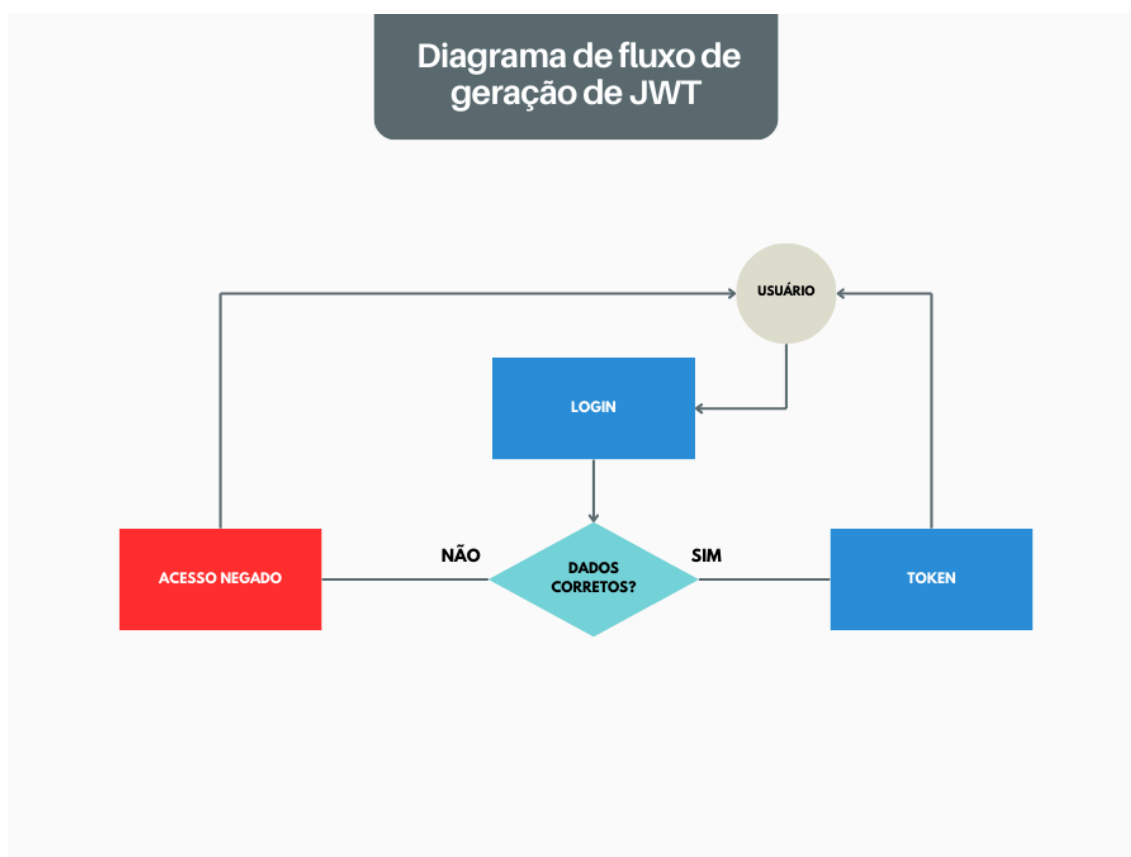 Diagrama de fluxo de
geração de JWT
USUÁRIO
LOGIN
NÃO
SIM
DADOS
CORRETOS?
ACESSO NEGADO
TOKEN